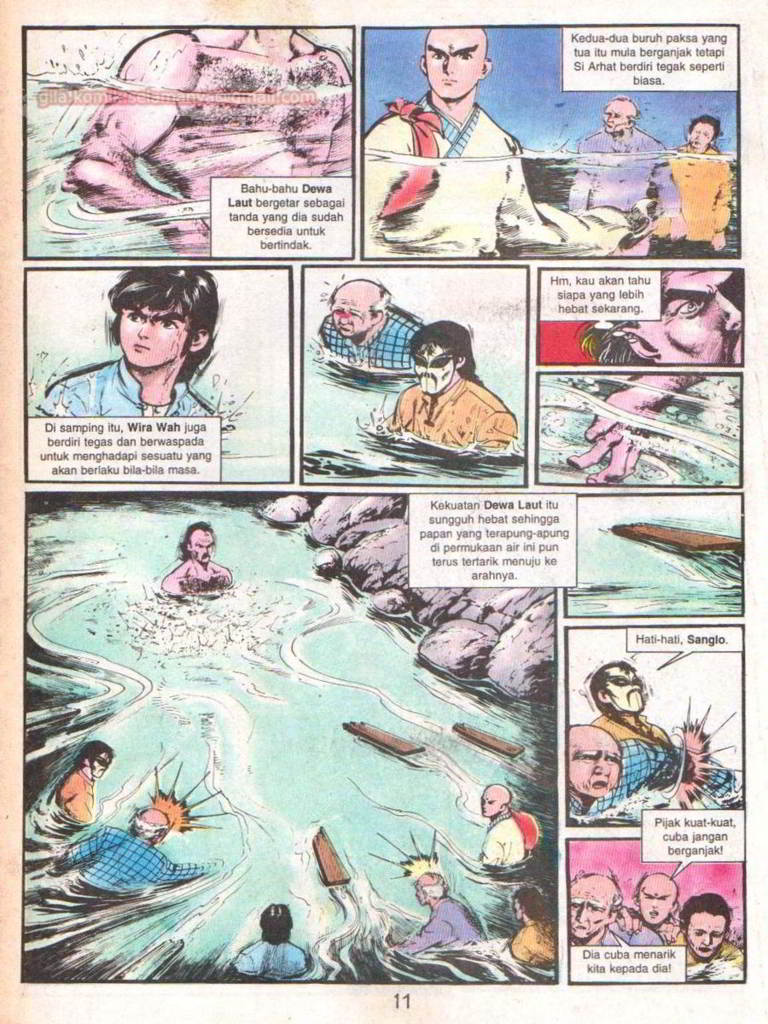 gilakomik.selamanya@gmail.com
Bahu-bahu Dewa
Laut bergetar sebagai
tanda yang dia sudah
bersedia untuk
bertindak.
Kedua-dua buruh paksa yang
tua itu mula berganjak tetapi
Si Arhat berdiri tegak seperti
biasa.
Di samping itu, Wira Wah juga
berdiri tegas dan berwaspada
untuk menghadapi sesuatu yang
akan berlaku bila-bila masa.
Hm, kau akan tahu
siapa yang lebih
hebat sekarang.
Kekuatan Dewa Laut itu
sungguh hebat sehingga
papan yang terapung-apung
di permukaan air ini pun
terus tertarik menuju ke
arahnya.
Hati-hati, Sanglo.
Pijak kuat-kuat,
cuba jangan
berganjak!
Dia cuba menarik
kita kepada dia!
11